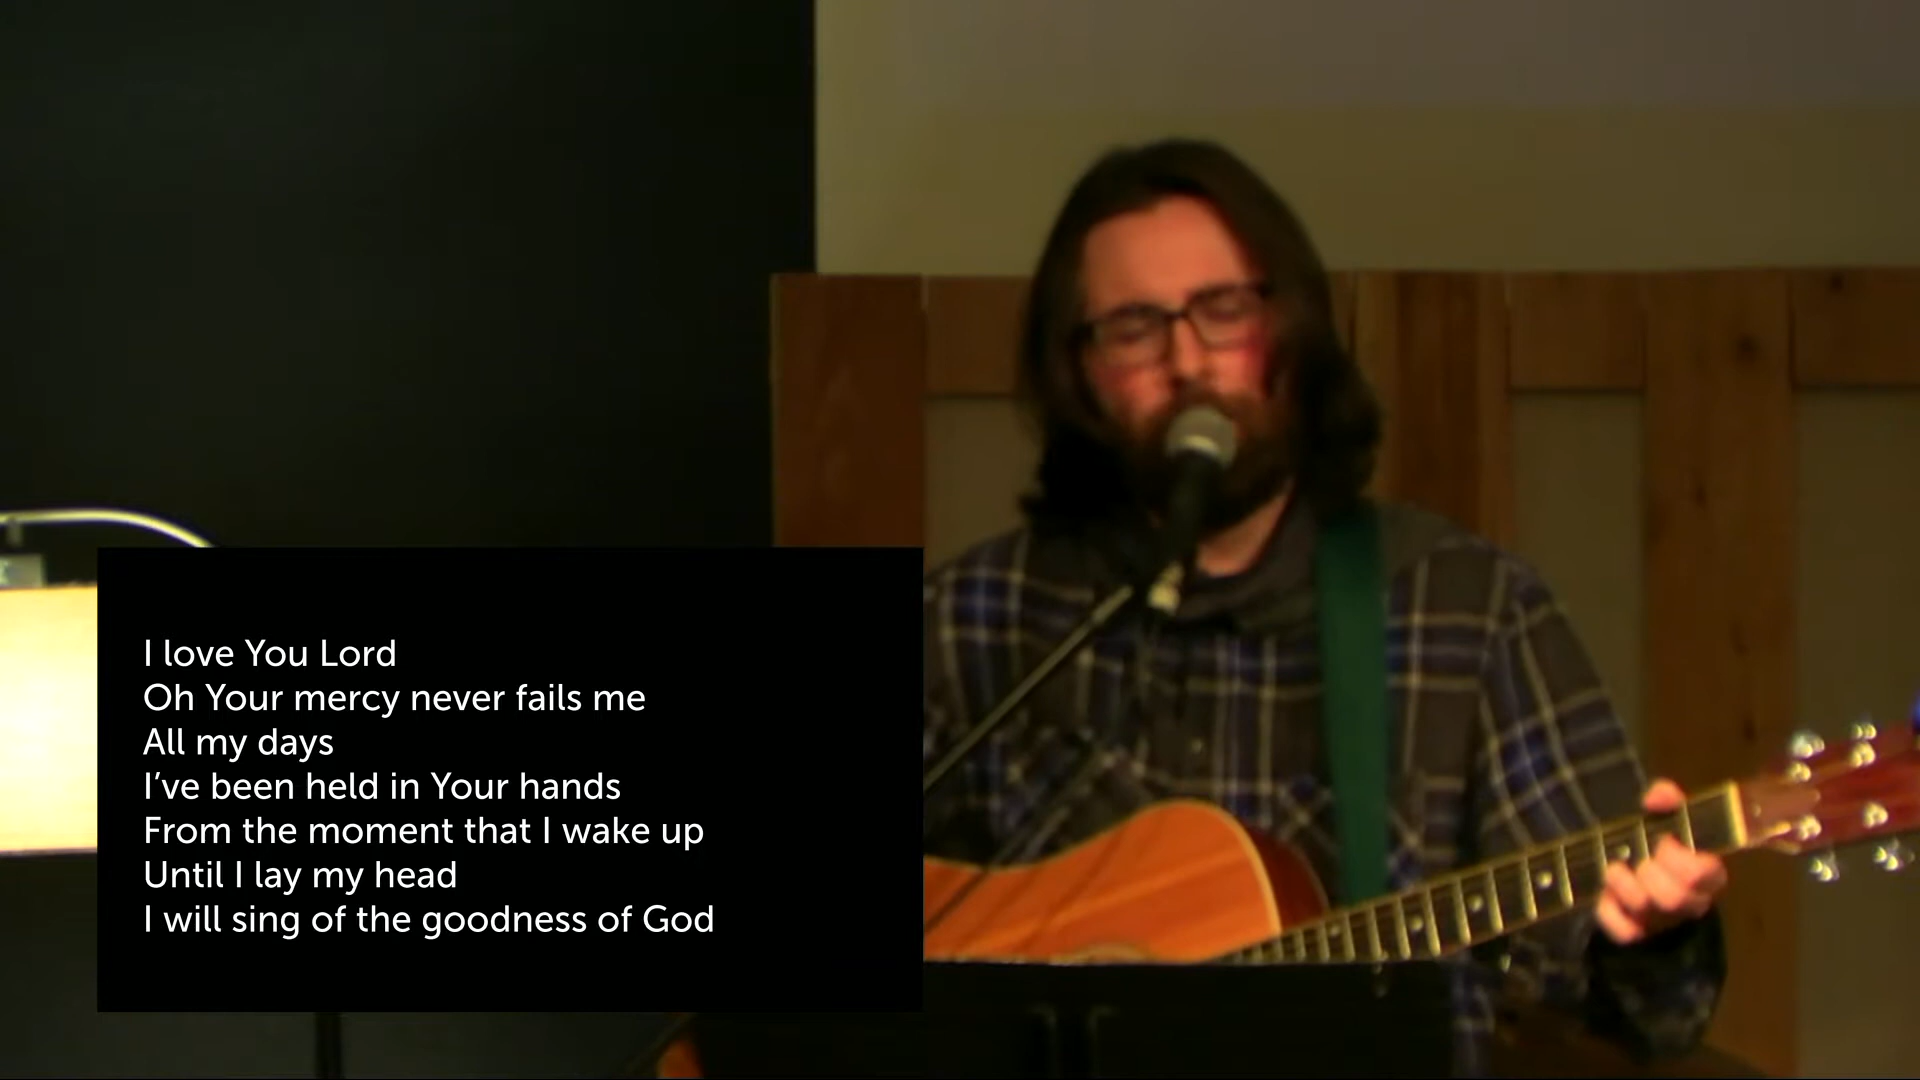 I love You Lord
Oh Your mercy never fails me
All my days
I’ve been held in Your hands
From the moment that I wake up
Until I lay my head
I will sing of the goodness of God